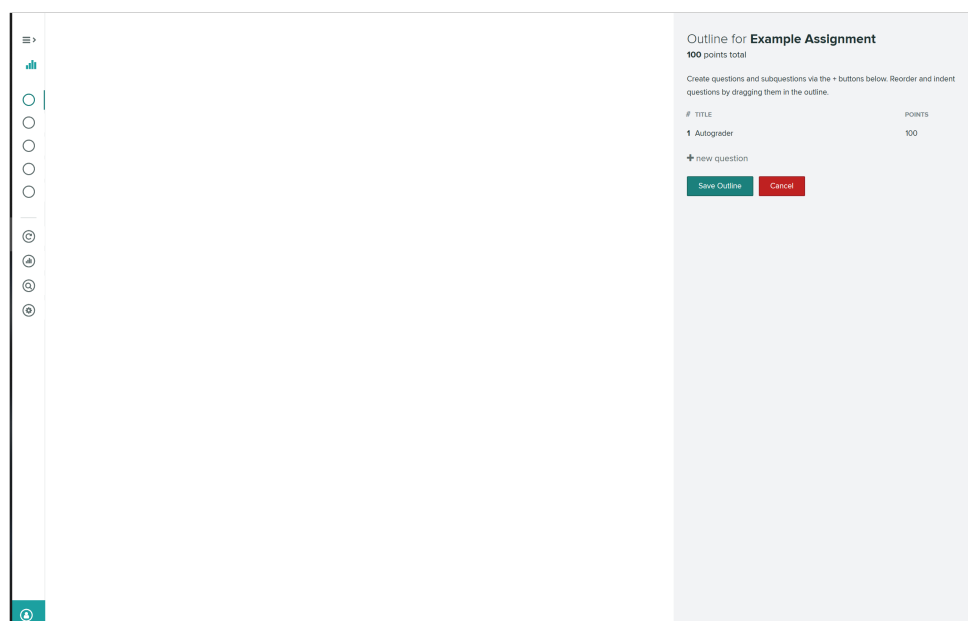 Outline for Example Assignment
100 points total
Create questions and subquestions via the + buttons below. Reorder and indent
questions by dragging them in the outline.
# TITLE POINTS
1 Autograder 100
+ new question
Save Outline Cancel